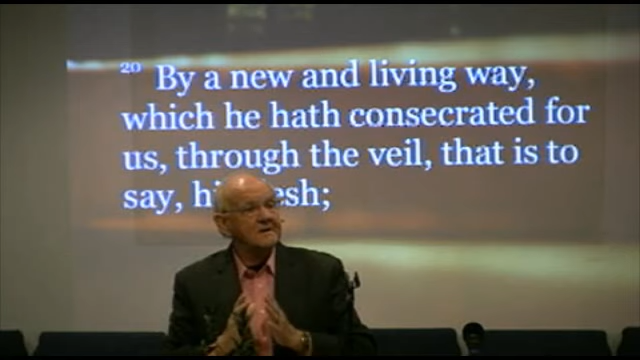 20 By a new and living way,
which he hath consecrated for
us, through the veil, that is to
say, flesh;